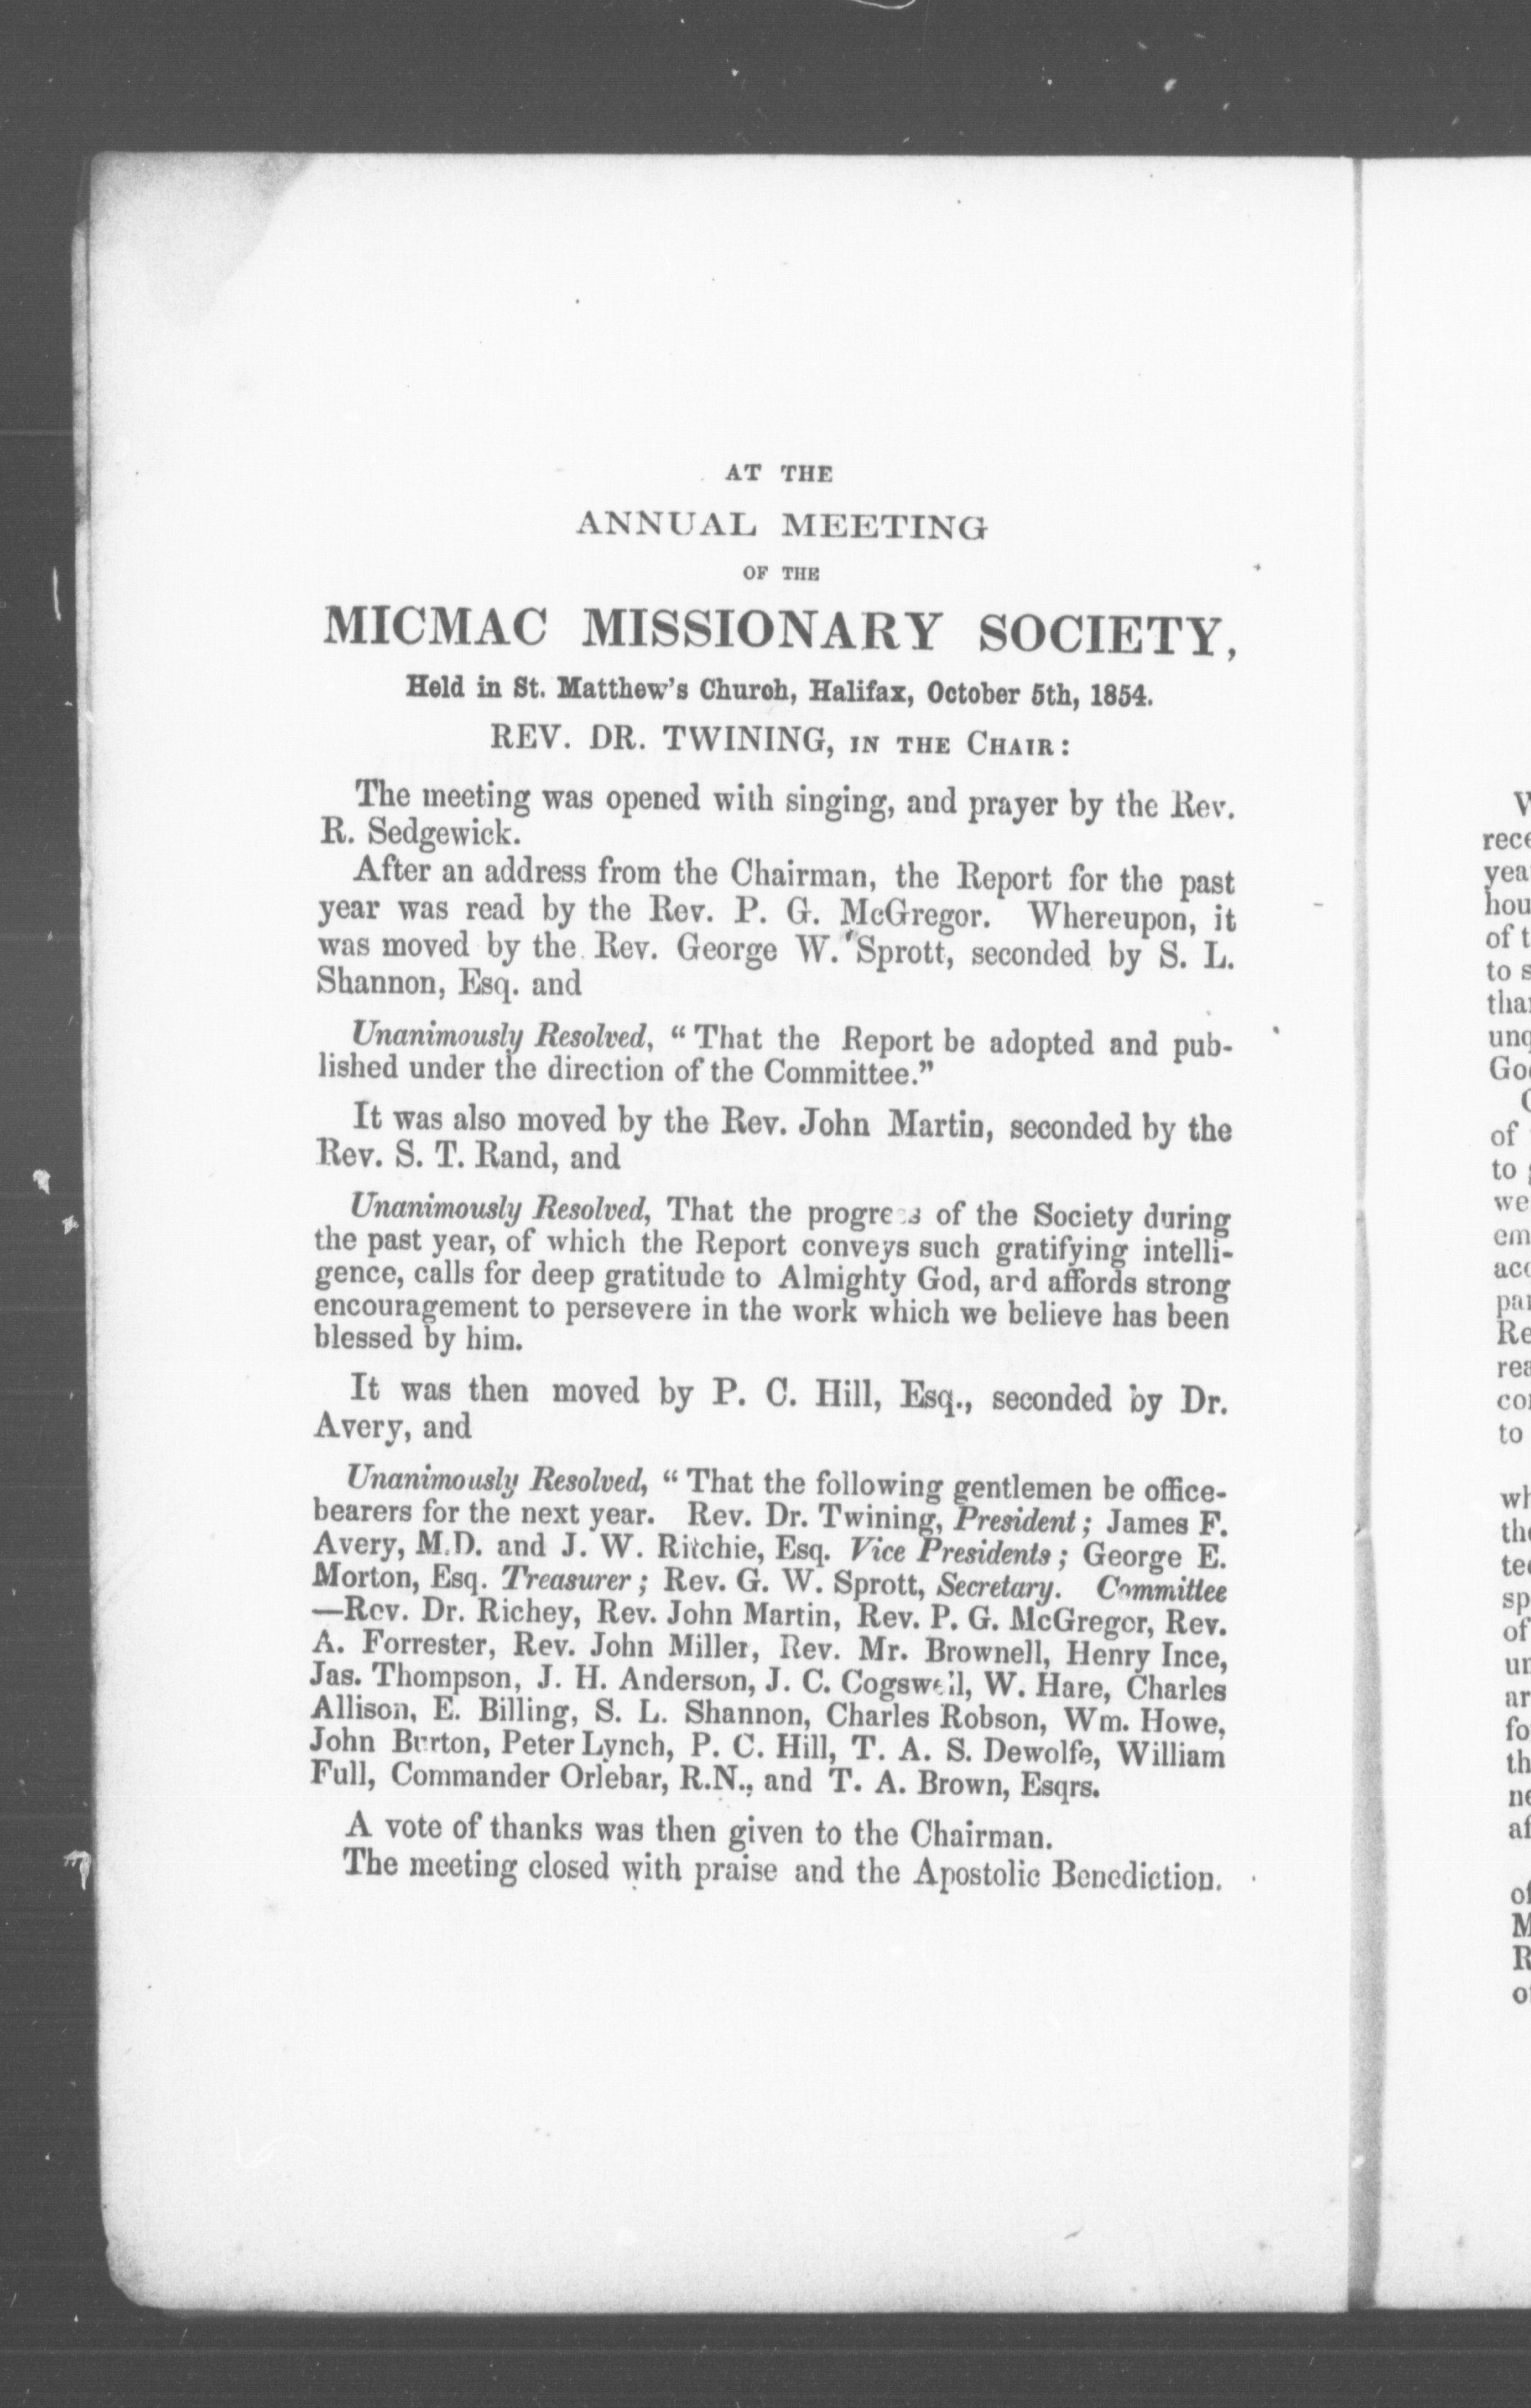 AT THE
ANNUAL MEETING
OF THE
MICMAC MISSIONARY SOCIETY,
Held in St. Matthew's Church, Halifax, October 5th, 1854.
REV. DR. TWINING, IN THE CHAIR:
The meeting was opened with singing, and prayer by the Rev.
R. Sedgewick.
After an address from the Chairman, the Report for the past
year was read by the Rev. P. G. McGregor. Whereupon, it
was moved by the Rev. George W. Sprott, seconded by S. L.
Shannon, Esq. and
Unanimously Resolved, "That the Report be adopted and pub-
lished under the direction of the Committee."
It was also moved by the Rev. John Martin, seconded by the
Rev. S. T. Rand, and
Unanimously Resolved, That the progress of the Society during
the past year, of which the Report conveys such gratifying intelli-
gence, calls for deep gratitude to Almighty God, and affords strong
encouragement to persevere in the work which we believe has been
blessed by him.
It was then moved by P. C. Hill, Esq., seconded by Dr.
Avery, and
Unanimously Resolved, "That the following gentlemen be office-
bearers for the next year. Rev. Dr. Twining, President; James F.
Avery, M.D. and J. W. Ritchie, Esq. Vice Presidents; George E.
Morton, Esq. Treasurer; Rev. G. W. Sprott, Secretary. Committee
—Rev. Dr. Richey, Rev. John Martin, Rev. P. G. McGregor, Rev.
A. Forrester, Rev. John Miller, Rev. Mr. Brownell, Henry Ince,
Jas. Thompson, J. H. Anderson, J. C. Cogswell, W. Hare, Charles
Allison, E. Billing, S. L. Shannon, Charles Robson, Wm. Howe,
John Burton, Peter Lynch, P. C. Hill, T. A. S. Dewolfe, William
Full, Commander Orlebar, R.N., and T. A. Brown, Esqrs.
A vote of thanks was then given to the Chairman.
The meeting closed with praise and the Apostolic Benediction.